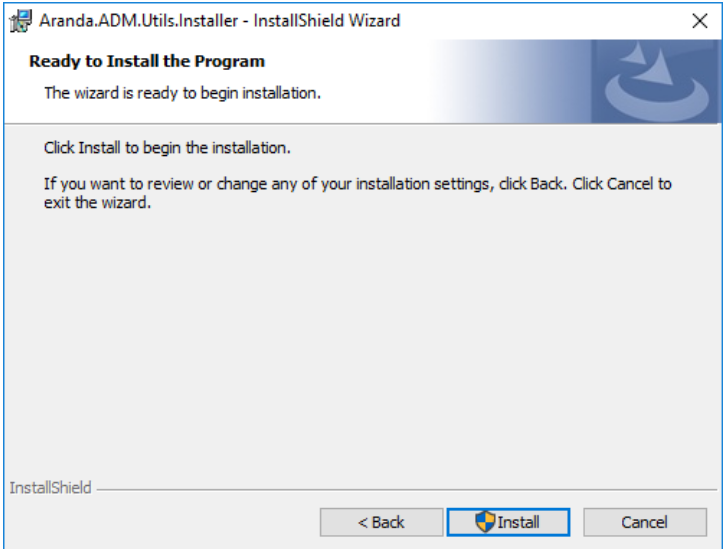 Aranda.ADM.Utils.Installer - InstallShield Wizard
Ready to Install the Program
The wizard is ready to begin installation.
Click Install to begin the installation.
If you want to review or change any of your installation settings, click Back. Click Cancel to
exit the wizard.
InstallShield
< Back
Install
Cancel